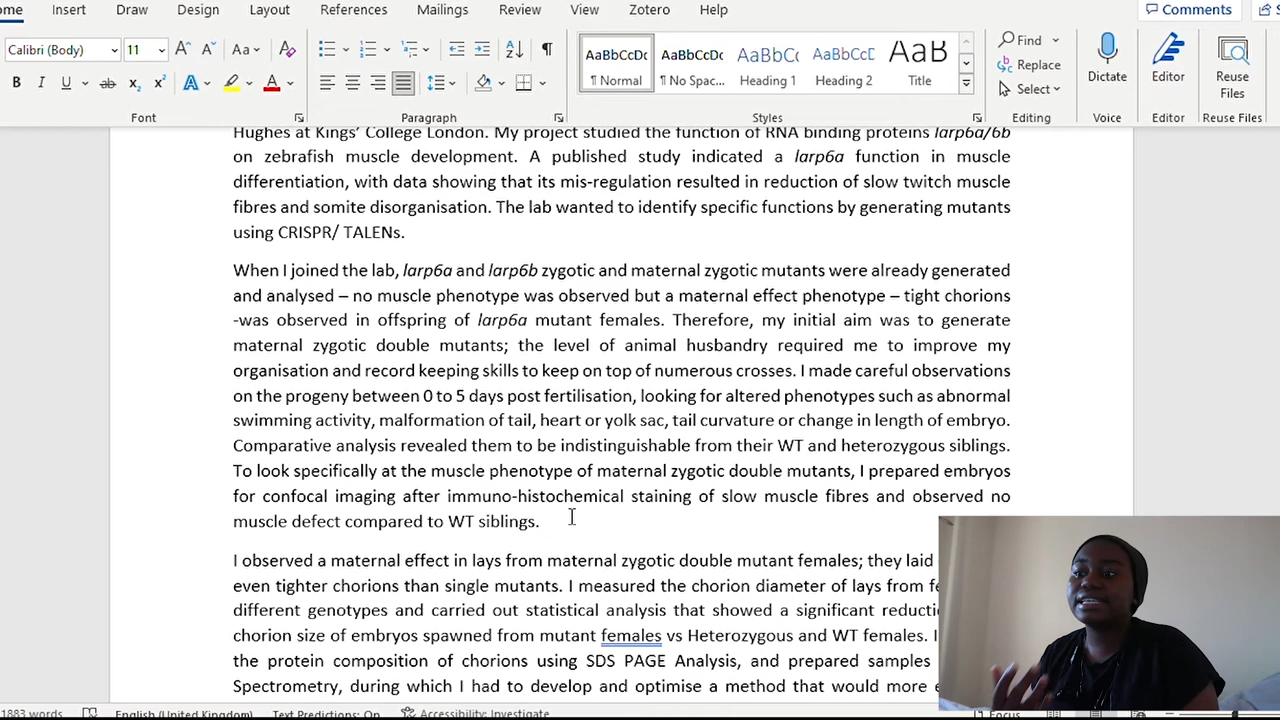 ome Insert Draw Design Layout References Mailings Review View Zotero Help Comments S
Calibri (Body) 11 A A Aa A Find AaBbCcDc AaBbCcDc AaBbCc AaBbCcD AaB
B I U ab x₂ x² A A Replace
¶ Normal ¶ No Spac... Heading 1 Heading 2 Title Select Dictate Editor Reuse Files
Font Paragraph Styles Editing Voice Editor Reuse Files
Hughes at Kings’ College London. My project studied the function of RNA binding proteins larp6a/6b
on zebrafish muscle development. A published study indicated a larp6a function in muscle
differentiation, with data showing that its mis-regulation resulted in reduction of slow twitch muscle
fibres and somite disorganisation. The lab wanted to identify specific functions by generating mutants
using CRISPR/ TALENs.
When I joined the lab, larp6a and larp6b zygotic and maternal zygotic mutants were already generated
and analysed – no muscle phenotype was observed but a maternal effect phenotype – tight chorions
-was observed in offspring of larp6a mutant females. Therefore, my initial aim was to generate
maternal zygotic double mutants; the level of animal husbandry required me to improve my
organisation and record keeping skills to keep on top of numerous crosses. I made careful observations
on the progeny between 0 to 5 days post fertilisation, looking for altered phenotypes such as abnormal
swimming activity, malformation of tail, heart or yolk sac, tail curvature or change in length of embryo.
Comparative analysis revealed them to be indistinguishable from their WT and heterozygous siblings.
To look specifically at the muscle phenotype of maternal zygotic double mutants, I prepared embryos
for confocal imaging after immuno-histochemical staining of slow muscle fibres and observed no
muscle defect compared to WT siblings.
I observed a maternal effect in lays from maternal zygotic double mutant females; they laid
even tighter chorions than single mutants. I measured the chorion diameter of lays from fe
different genotypes and carried out statistical analysis that showed a significant reducti
chorion size of embryos spawned from mutant females vs Heterozygous and WT females. I
the protein composition of chorions using SDS PAGE Analysis, and prepared samples
Spectrometry, during which I had to develop and optimise a method that would more e
1883 words English (United Kingdom) Text Predictions: On Accessibility: Investigate Focus